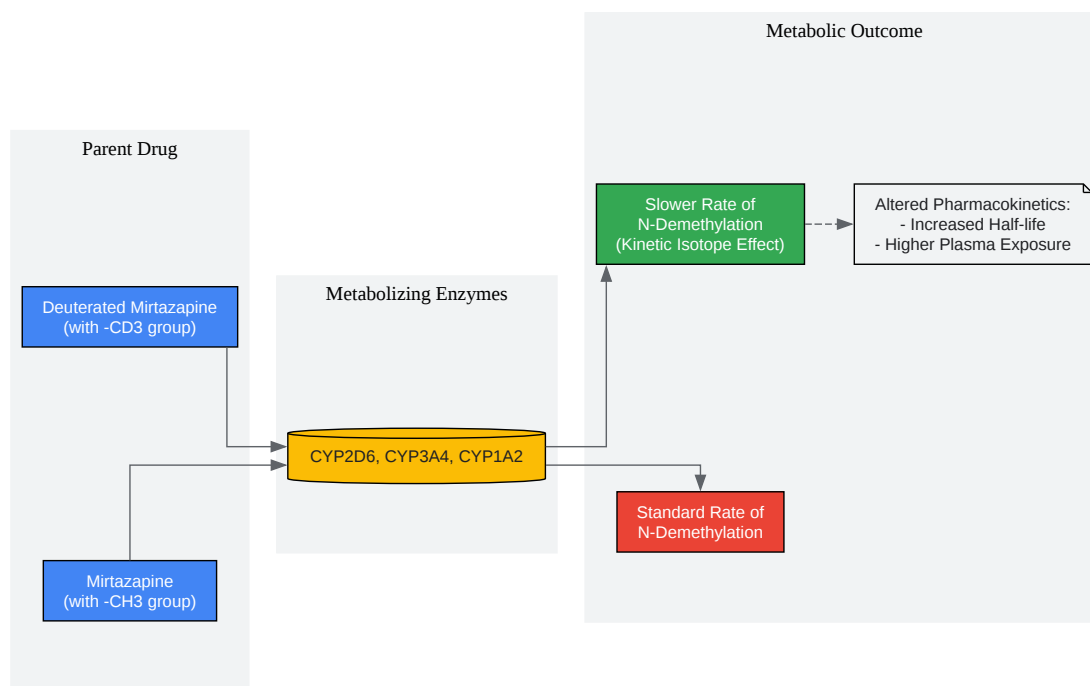 Parent Drug
Deuterated Mirtazapine
(with -CD3 group)
Mirtazapine
(with -CH3 group)
Metabolizing Enzymes
CYP2D6, CYP3A4, CYP1A2
Metabolic Outcome
Slower Rate of
N-Demethylation
(Kinetic Isotope Effect)
Altered Pharmacokinetics:
- Increased Half-life
- Higher Plasma Exposure
Standard Rate of
N-Demethylation